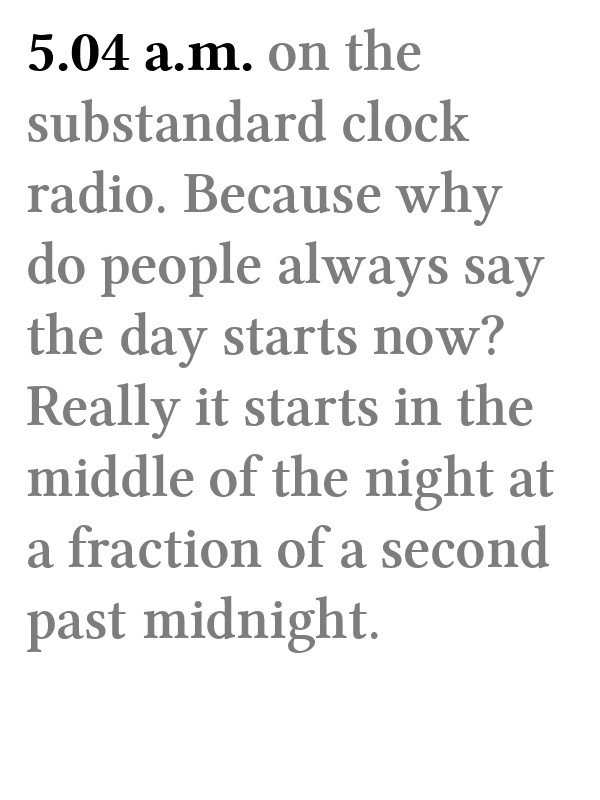 5.04 a.m. on the
substandard clock
radio. Because why
do people always say
the day starts now?
Really it starts in the
middle of the night at
a fraction of a second
past midnight.